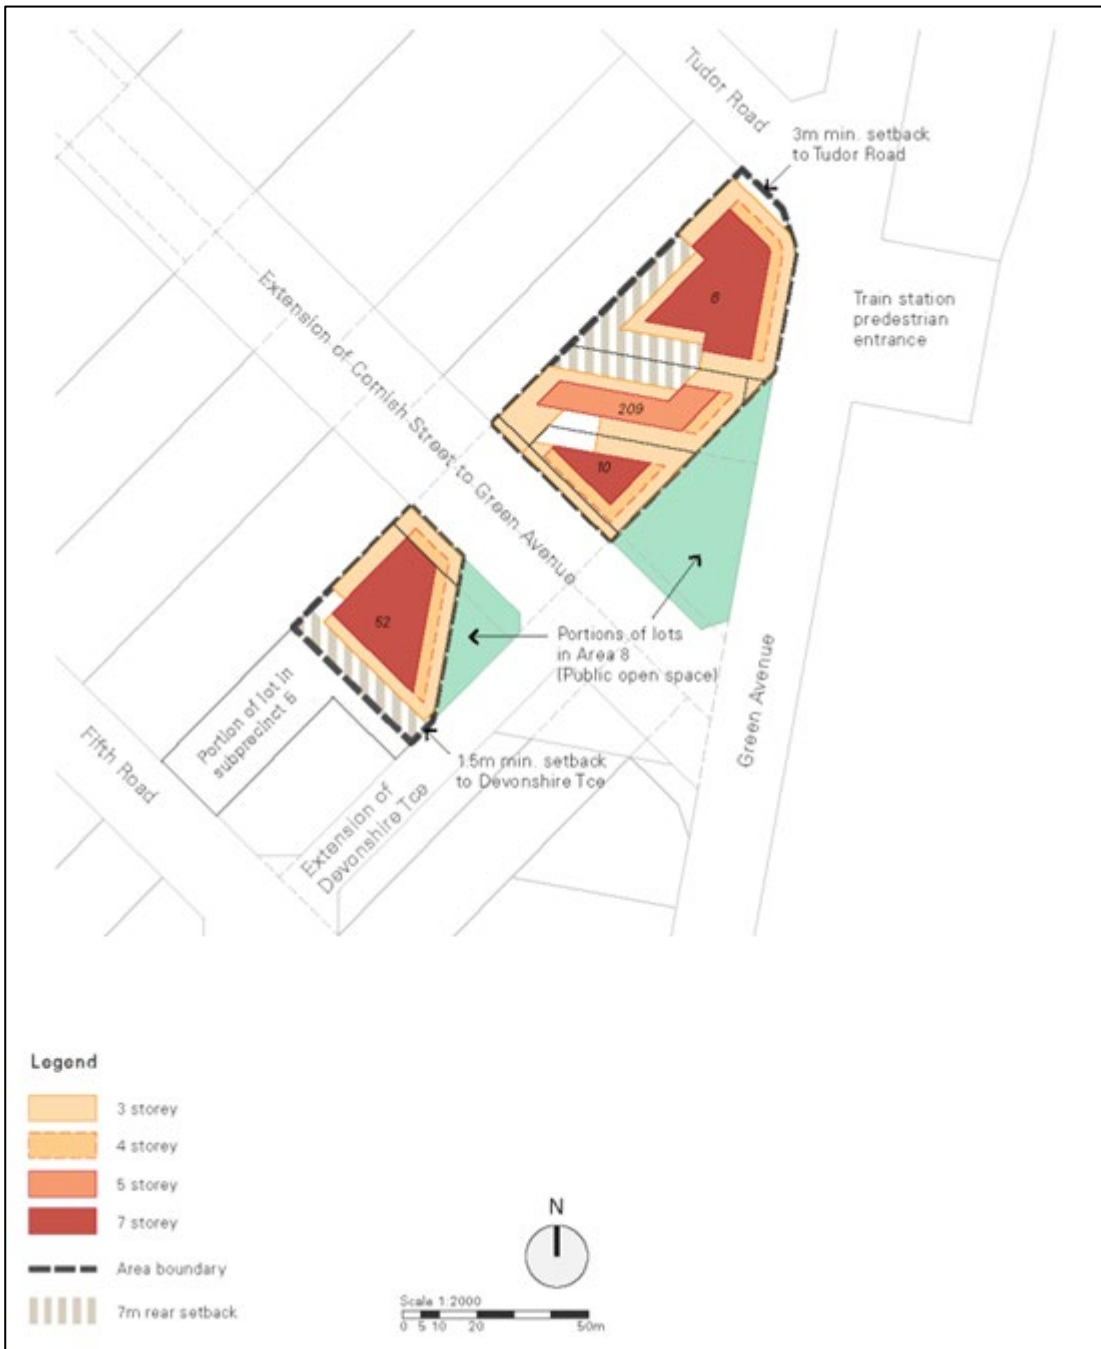 Tudor Road
3m min. setback
to Tudor Road
Extension of Cornish Street to Green Avenue
6
Train station
predestrian
entrance
209
10
52
Portions of lots
in Area 8
(Public open space)
Green Avenue
Portion of lot in
subprecinct 6
Fifth Road
1.5m min. setback
to Devonshire Tce
Extension of
Devonshire Tce
Legend
3 storey
4 storey
5 storey
7 storey
Area boundary
7m rear setback
N
Scale 1:2000
0 5 10 20 50m